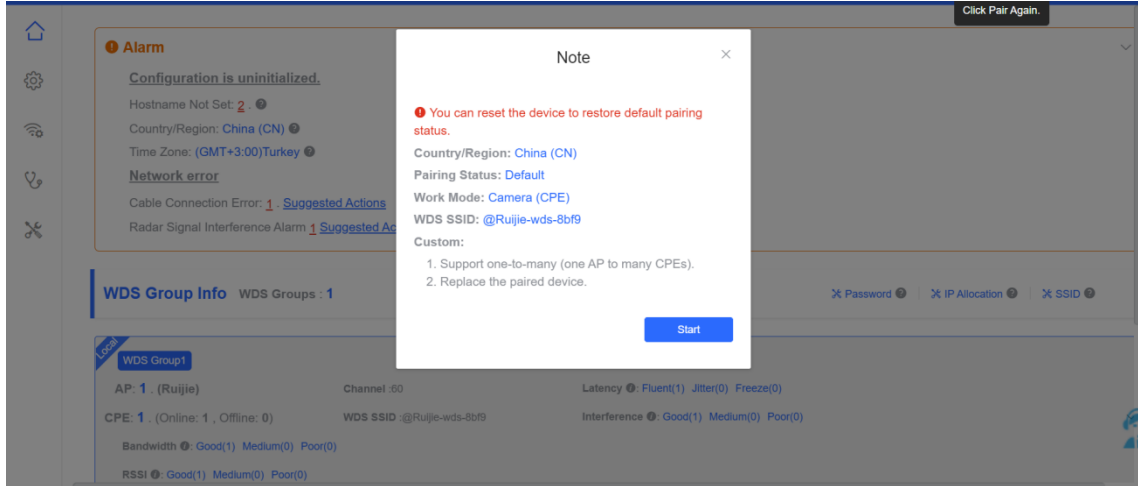 Click Pair Again.
Alarm
Configuration is uninitialized.
Hostname Not Set: 2 .
Country/Region: China (CN)
Time Zone: (GMT+3:00)Turkey
Network error
Cable Connection Error: 1 . Suggested Actions
Radar Signal Interference Alarm 1 Suggested Ac
Note
You can reset the device to restore default pairing
status.
Country/Region: China (CN)
Pairing Status: Default
Work Mode: Camera (CPE)
WDS SSID: @Ruijie-wds-8bf9
Custom:
1. Support one-to-many (one AP to many CPEs).
2. Replace the paired device.
Start
WDS Group Info WDS Groups : 1
Password IP Allocation SSID
Local
WDS Group1
AP: 1 . (Ruijie) Channel :60 Latency : Fluent(1) Jitter(0) Freeze(0)
CPE: 1 . (Online: 1 , Offline: 0) WDS SSID :@Ruijie-wds-8bf9 Interference : Good(1) Medium(0) Poor(0)
Bandwidth : Good(1) Medium(0) Poor(0)
RSSI : Good(1) Medium(0) Poor(0)